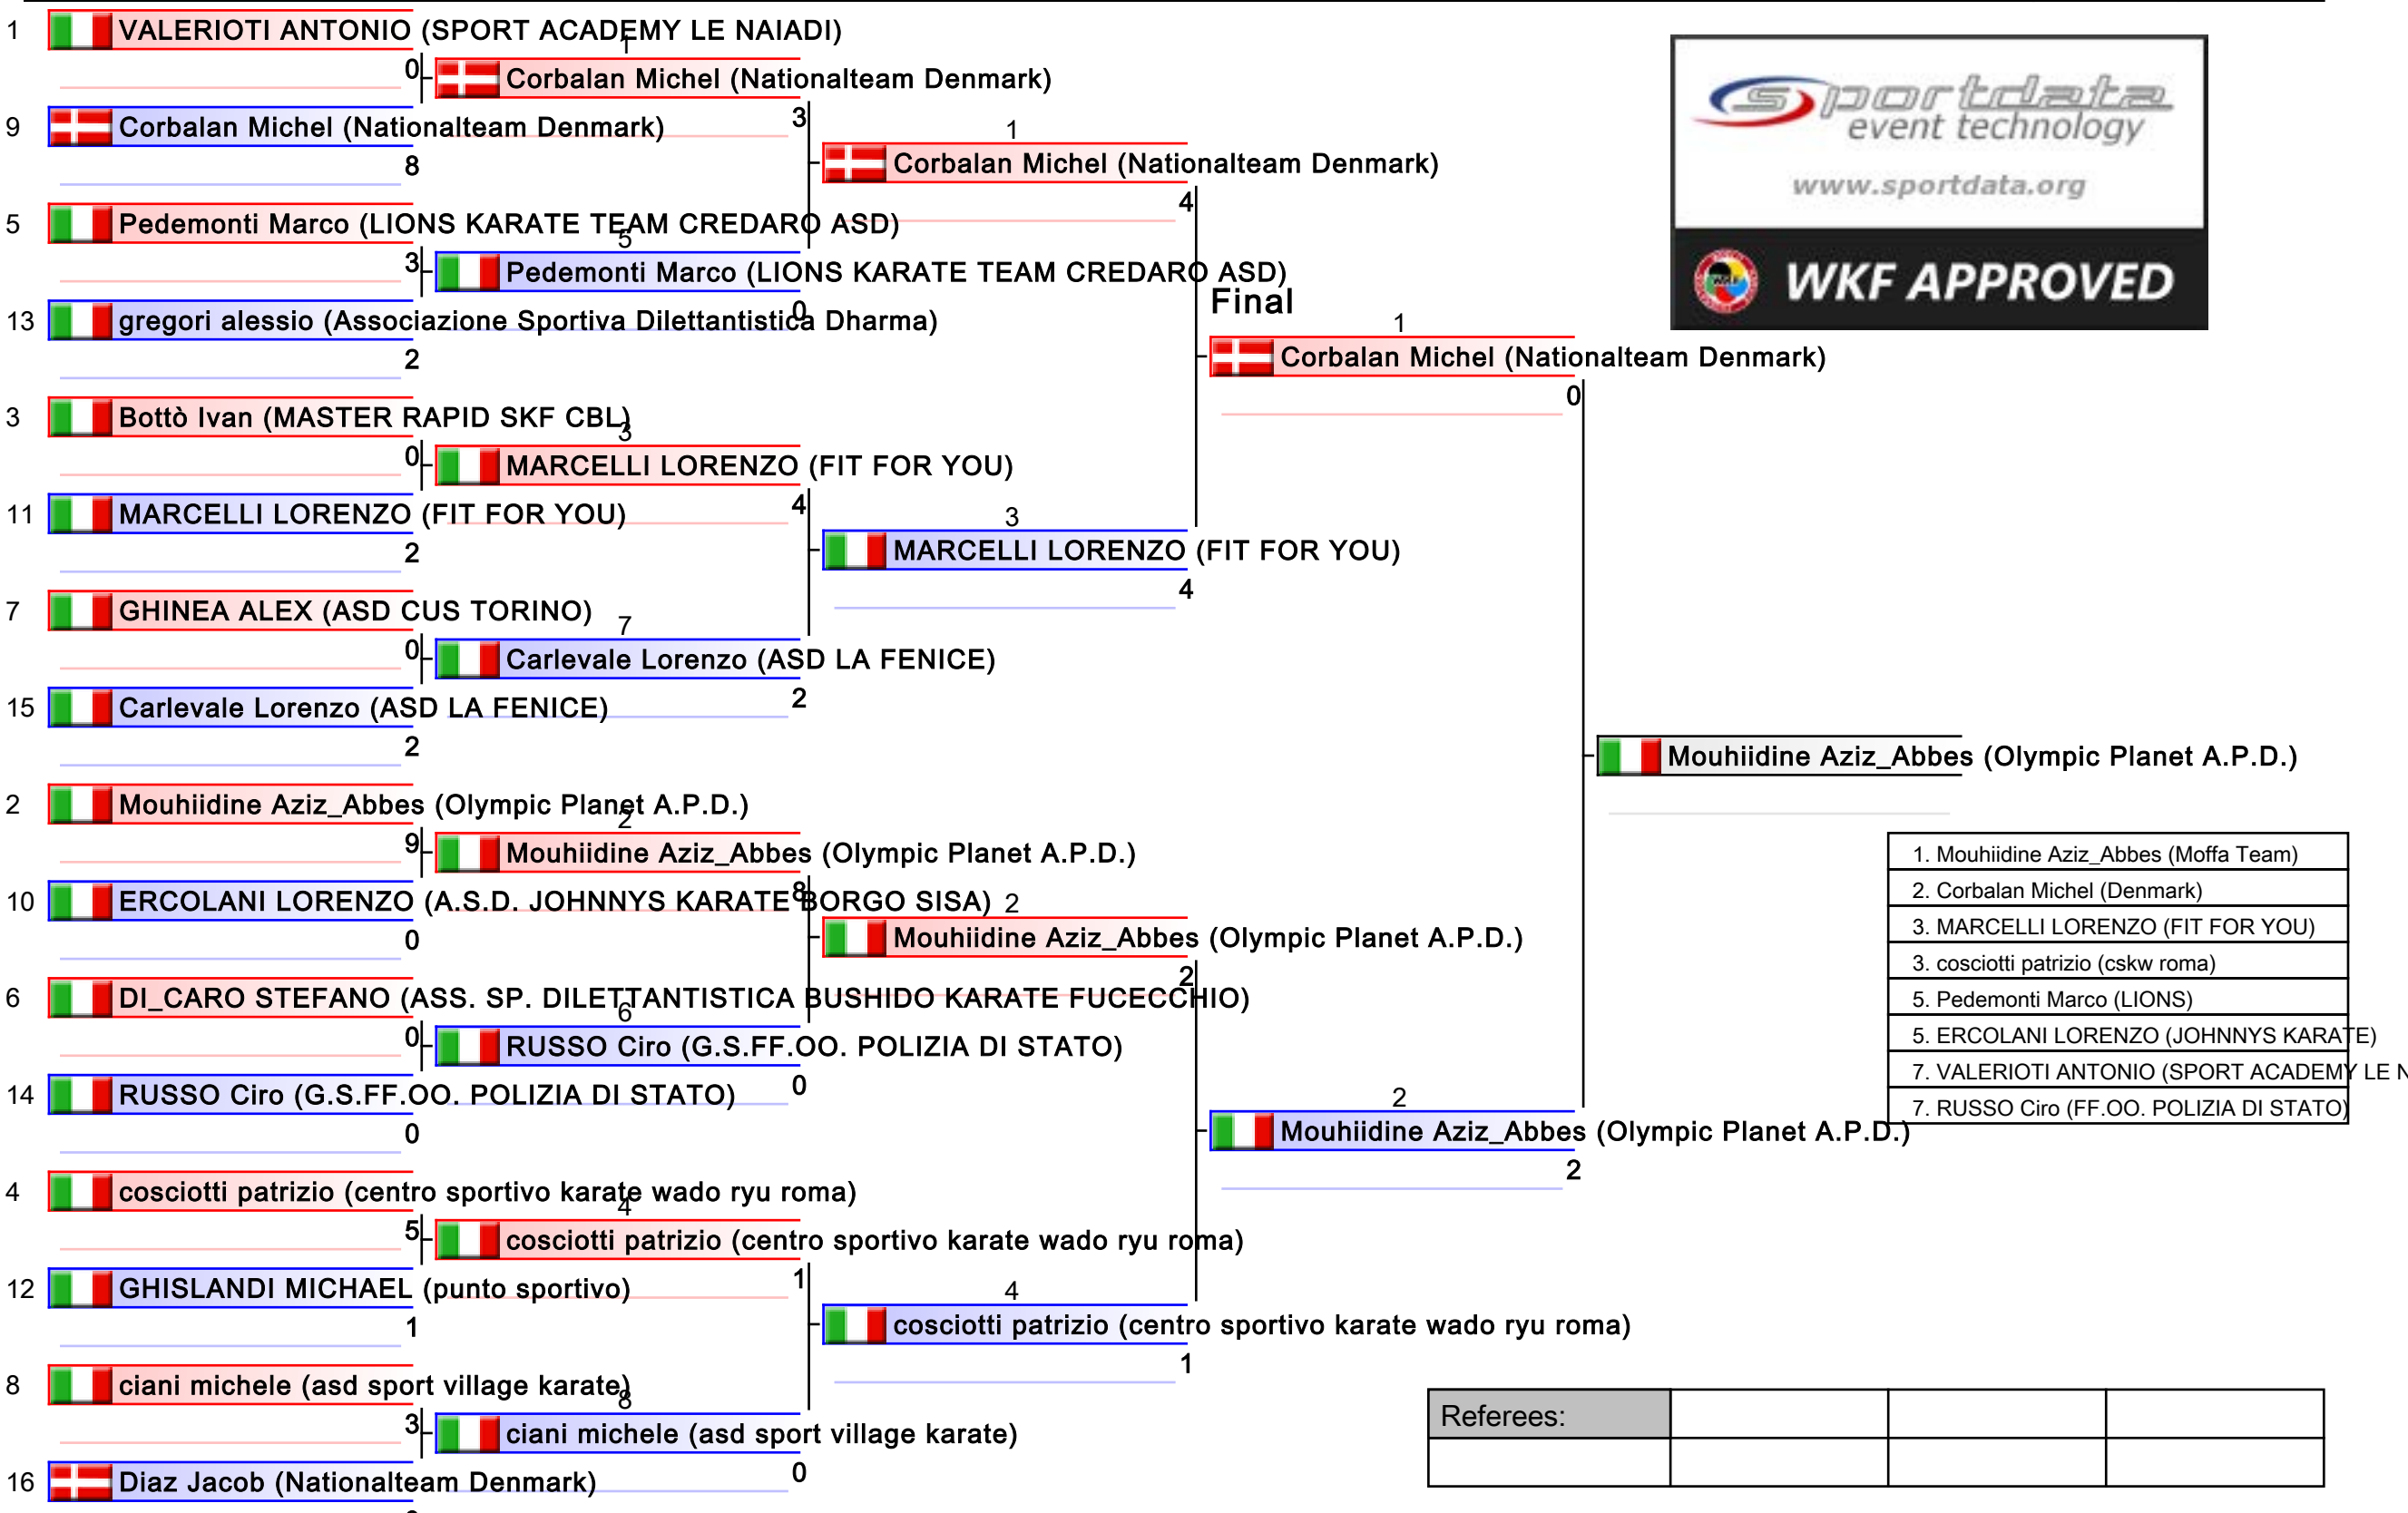 1 VALERIOTI ANTONIO (SPORT ACADEMY LE NAIADI)
0
9 Corbalan Michel (Nationalteam Denmark)
8
5 Pedemonti Marco (LIONS KARATE TEAM CREDARO ASD)
3
13 gregori alessio (Associazione Sportiva Dilettantistica Dharma)
2
3 Bottò Ivan (MASTER RAPID SKF CBL)
0
11 MARCELLI LORENZO (FIT FOR YOU)
2
7 GHINEA ALEX (ASD CUS TORINO)
0
15 Carlevale Lorenzo (ASD LA FENICE)
2
2 Mouhiidine Aziz_Abbes (Olympic Planet A.P.D.)
9
10 ERCOLANI LORENZO (A.S.D. JOHNNYS KARATE BORGO SISA)
0
6 DI_CARO STEFANO (ASS. SP. DILETTANTISTICA BUSHIDO KARATE FUCECCHIO)
0
14 RUSSO Ciro (G.S.FF.OO. POLIZIA DI STATO)
0
4 cosciotti patrizio (centro sportivo karate wado ryu roma)
5
12 GHISLANDI MICHAEL (punto sportivo)
1
8 ciani michele (asd sport village karate)
3
16 Diaz Jacob (Nationalteam Denmark)
1
Corbalan Michel (Nationalteam Denmark)
3
5
Pedemonti Marco (LIONS KARATE TEAM CREDARO ASD)
0
3
MARCELLI LORENZO (FIT FOR YOU)
4
7
Carlevale Lorenzo (ASD LA FENICE)
2
2
Mouhiidine Aziz_Abbes (Olympic Planet A.P.D.)
8
6
RUSSO Ciro (G.S.FF.OO. POLIZIA DI STATO)
0
4
cosciotti patrizio (centro sportivo karate wado ryu roma)
1
8
ciani michele (asd sport village karate)
0
1
Corbalan Michel (Nationalteam Denmark)
4
3
MARCELLI LORENZO (FIT FOR YOU)
4
2
Mouhiidine Aziz_Abbes (Olympic Planet A.P.D.)
2
4
cosciotti patrizio (centro sportivo karate wado ryu roma)
1
Final
1
Corbalan Michel (Nationalteam Denmark)
0
2
Mouhiidine Aziz_Abbes (Olympic Planet A.P.D.)
2
Mouhiidine Aziz_Abbes (Olympic Planet A.P.D.)
sportdata
event technology
www.sportdata.org
WKF APPROVED
1. Mouhiidine Aziz_Abbes (Moffa Team)
2. Corbalan Michel (Denmark)
3. MARCELLI LORENZO (FIT FOR YOU)
3. cosciotti patrizio (cskw roma)
5. Pedemonti Marco (LIONS)
5. ERCOLANI LORENZO (JOHNNYS KARATE)
7. VALERIOTI ANTONIO (SPORT ACADEMY LE N
7. RUSSO Ciro (FF.OO. POLIZIA DI STATO)
Referees: